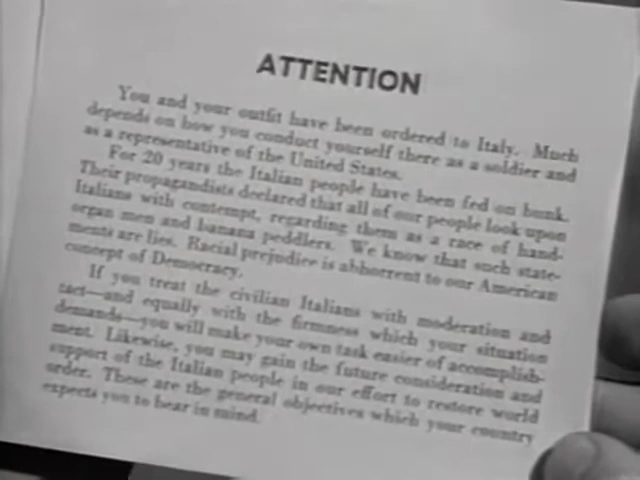 ATTENTION
You and your outfit have been ordered to Italy. Much
depends on how you conduct yourself there as a soldier and
as a representative of the United States.
For 20 years the Italian people have been fed on bunk.
Their propagandists declared that all of our people look upon
Italians with contempt, regarding them as a race of hand-
organ men and banana peddlers. We know that such state-
ments are lies. Racial prejudice is abhorrent to our American
concept of Democracy.
If you treat the civilian Italians with moderation and
tact—and equally with the firmness which your situation
demands—you will make your own task easier of accomplish-
ment. Likewise, you may gain the future consideration and
support of the Italian people in our effort to restore world
order. These are the general objectives which your country
expects you to bear in mind.